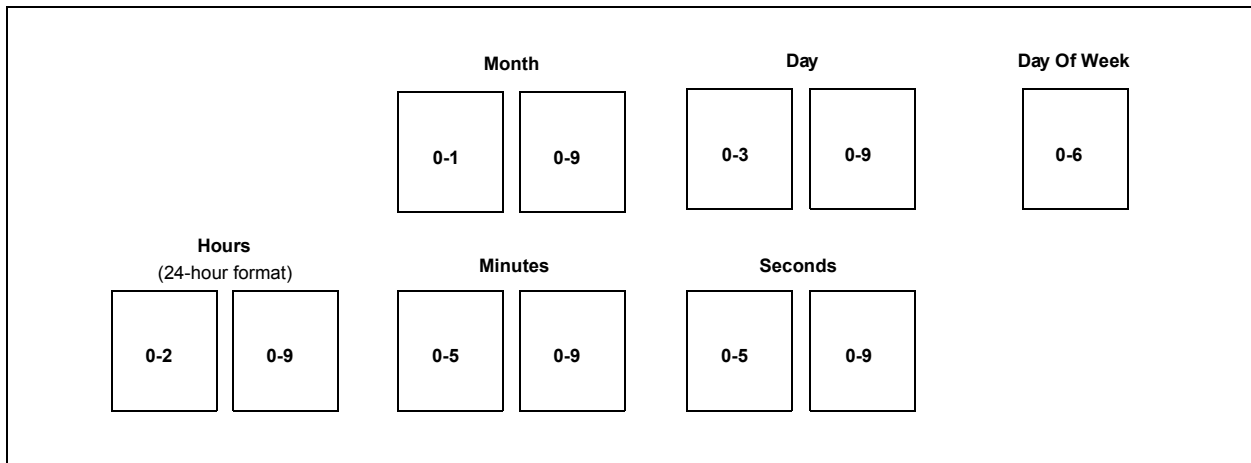 Month Day Day Of Week
0-1 0-9 0-3 0-9 0-6
Hours
(24-hour format) Minutes Seconds
0-2 0-9 0-5 0-9 0-5 0-9